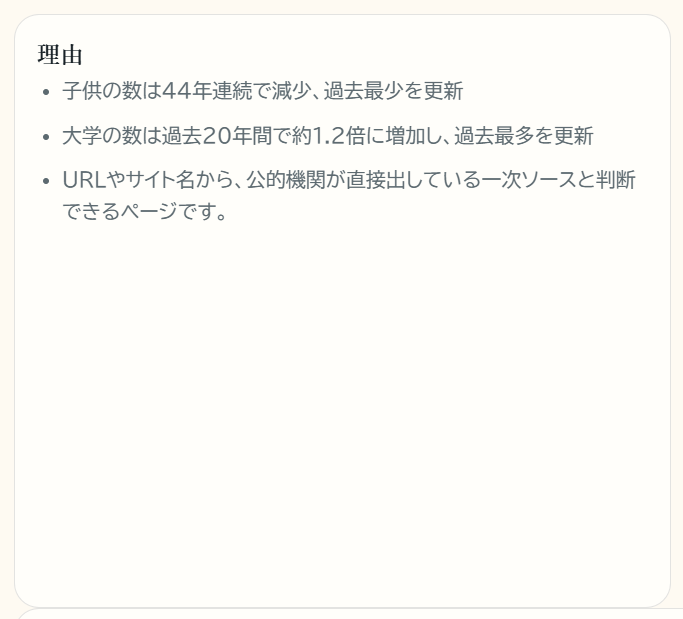 理由
• 子供の数は44年連続で減少、過去最少を更新
• 大学の数は過去20年間で約1.2倍に増加し、過去最多を更新
• URLやサイト名から、公的機関が直接出している一次ソースと判断
できるページです。